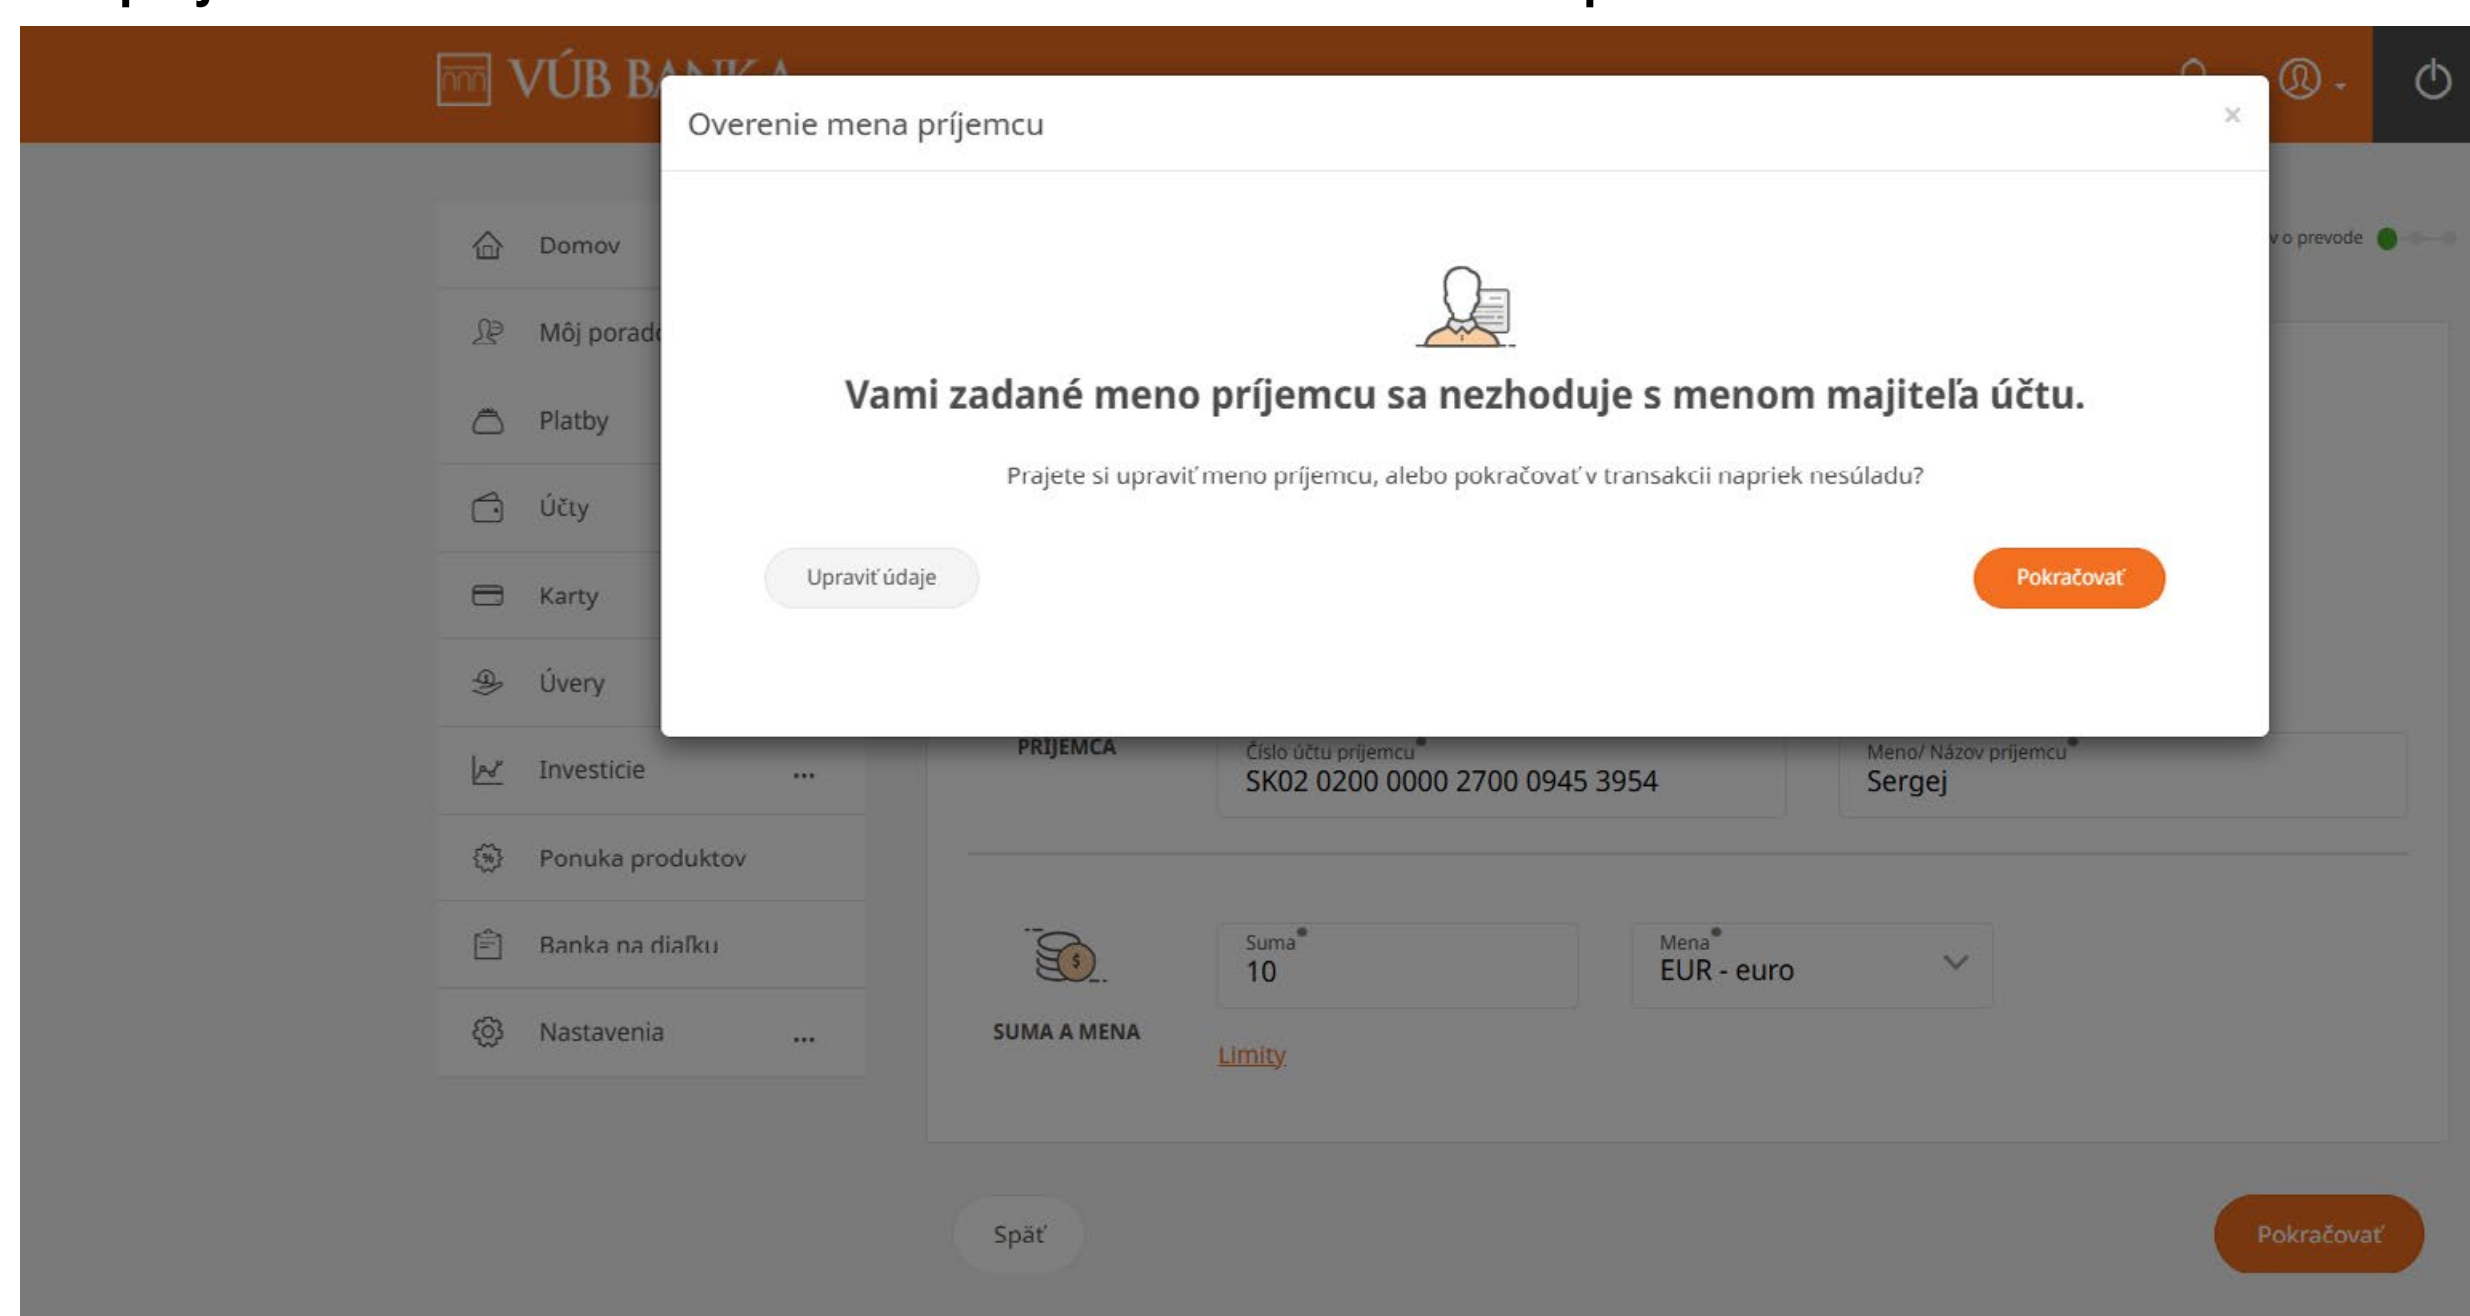 VÚB BANKA
Overenie mena príjemcu
×
Domov
v o prevode
Môj
Vami zadané meno príjemcu sa nezhoduje s menom majiteľa účtu.
Platby
Prajete si upraviť meno príjemcu, alebo pokračovať v transakcii napriek nesúladu?
Účty
Upraviť údaje
Pokračovať
Karty
Úvery
PRÍJEMCA
Číslo účtu príjemcu
SK02 0200 0000 2700 0945 3954
Meno/ Názov príjemcu
Sergej
Investicie ...
Ponuka produktov
Banka na diaľku
Suma
10
Mena
EUR - euro
SUMA A MENA
Nastavenia ...
Limity
Späť
Pokračovať